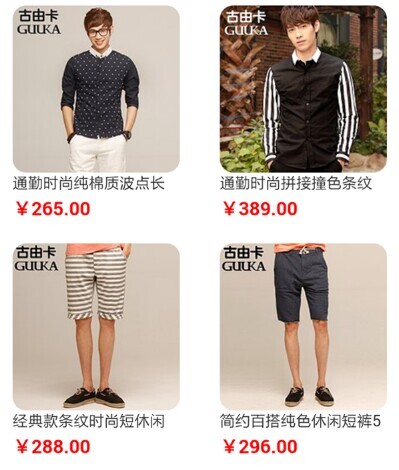 古由卡
GUUKA
古由卡
GUUKA
通勤时尚纯棉质波点长
通勤时尚拼接撞色条纹
￥265.00
￥389.00
古由卡
GUUKA
古由卡
GUUKA
经典款条纹时尚短休闲
简约百搭纯色休闲短裤5
￥288.00
￥296.00